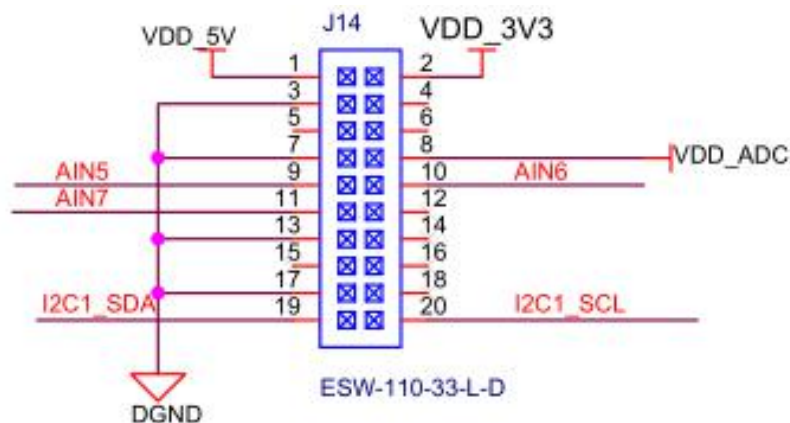 J14
VDD_5V
VDD_3V3
1 2
3 4
5 6
7 8 VDD_ADC
AIN5 9 10 AIN6
AIN7 11 12
13 14
15 16
17 18
I2C1_SDA 19 20 I2C1_SCL
ESW-110-33-L-D
DGND